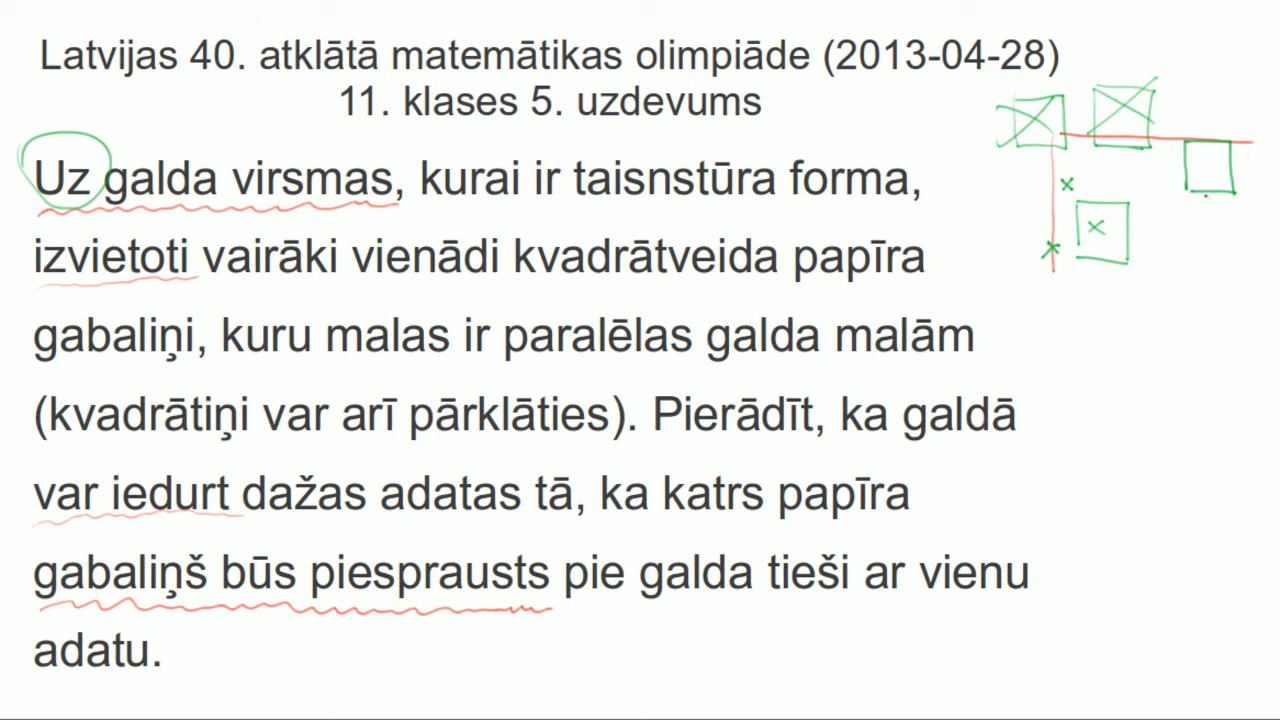 Latvijas 40. atklātā matemātikas olimpiāde (2013-04-28)
11. klases 5. uzdevums
Uz galda virsmas, kurai ir taisnstūra forma,
izvietoti vairāki vienādi kvadrātveida papīra
gabaliņi, kuru malas ir paralēlas galda malām
(kvadrātiņi var arī pārklāties). Pierādīt, ka galdā
var iedurt dažas adatas tā, ka katrs papīra
gabaliņš būs piesprausts pie galda tieši ar vienu
adatu.